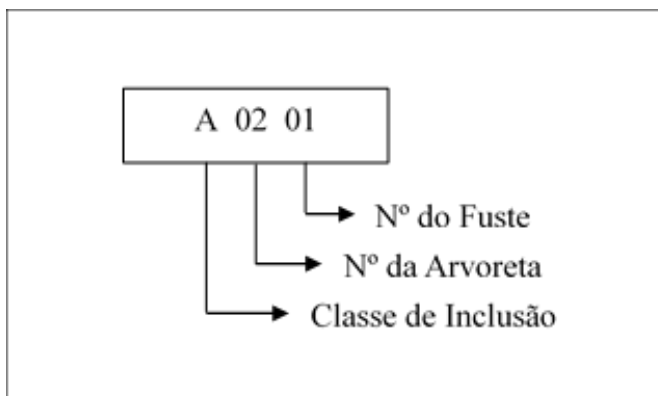 A 02 01
Nº do Fuste
Nº da Arvoreta
Classe de Inclusão